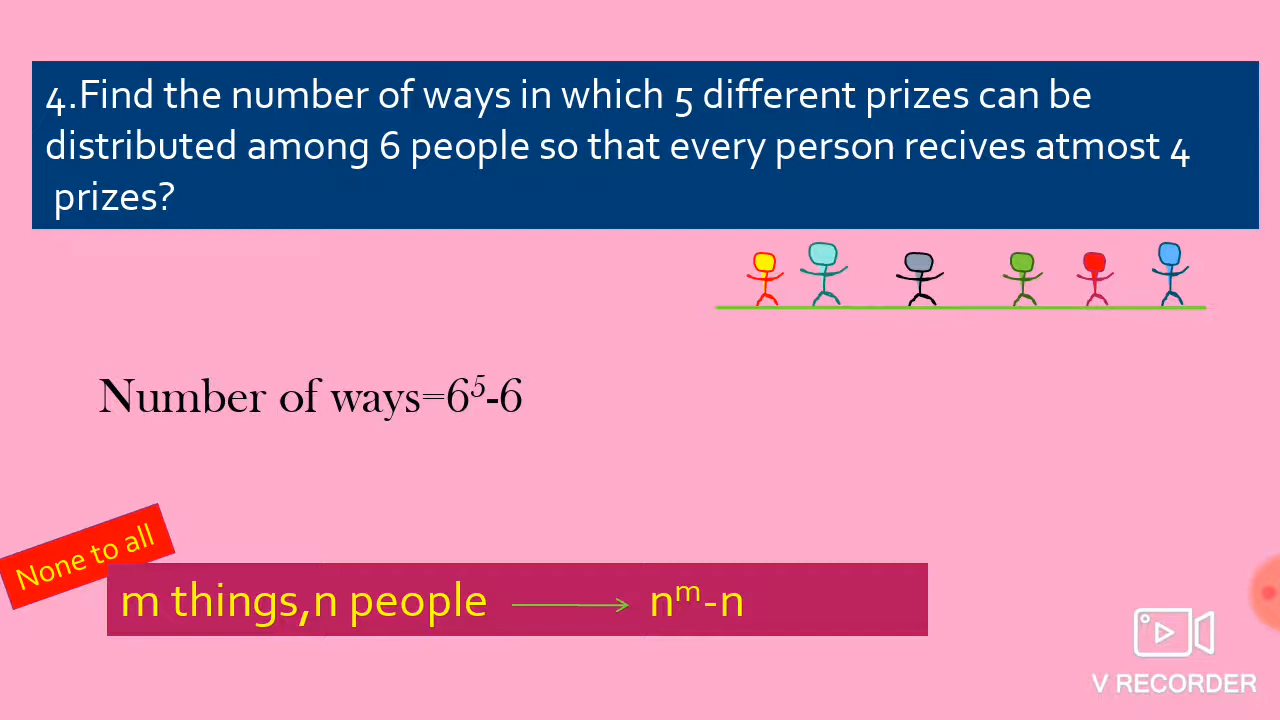 4.Find the number of ways in which 5 different prizes can be
distributed among 6 people so that every person recives atmost 4
prizes?
Number of ways=6⁵-6
None to all
m things,n people ⟶ nᵐ-n
V RECORDER